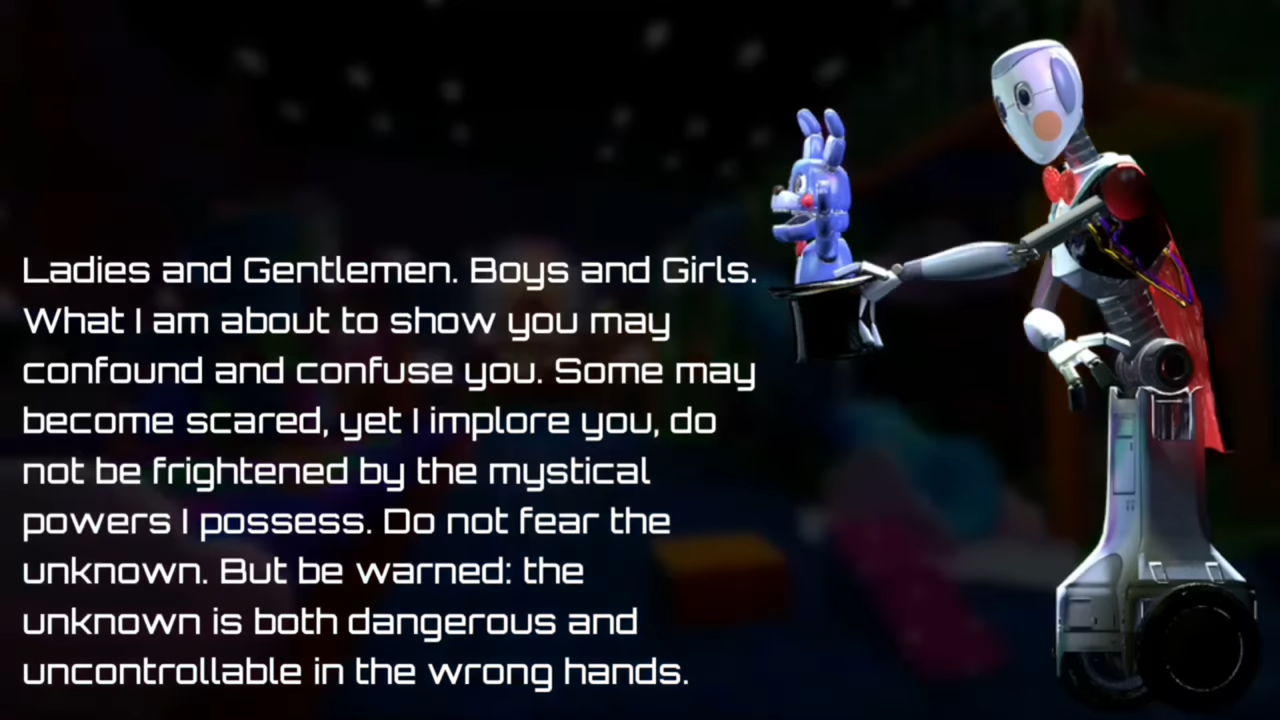 Ladies and Gentlemen. Boys and Girls.
What I am about to show you may
confound and confuse you. Some may
become scared, yet I implore you, do
not be frightened by the mystical
powers I possess. Do not fear the
unknown. But be warned: the
unknown is both dangerous and
uncontrollable in the wrong hands.